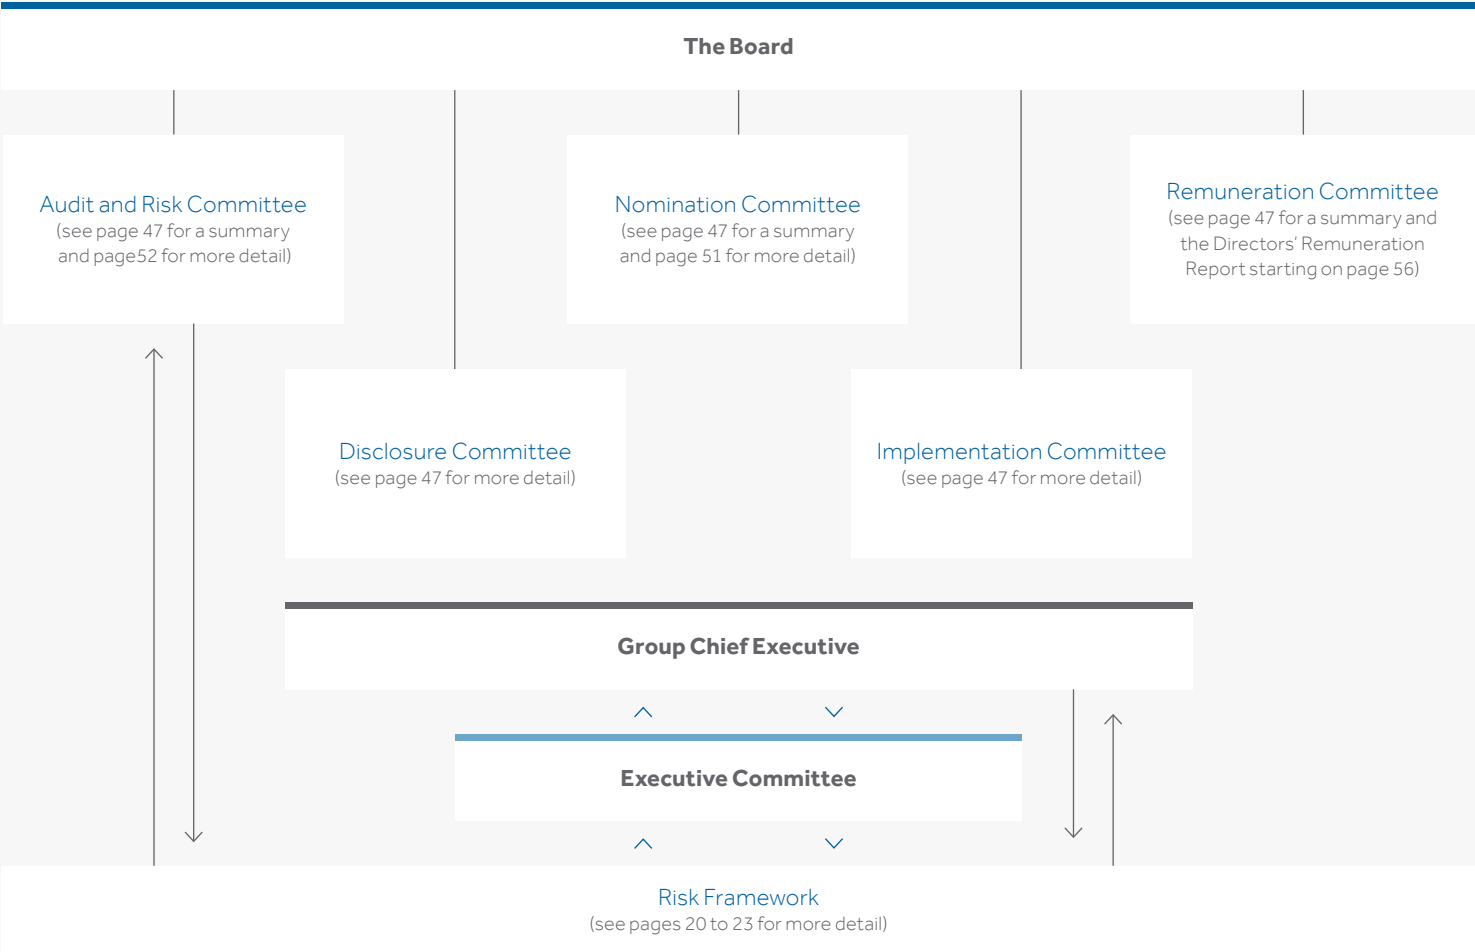 The Board
Audit and Risk Committee
(see page 47 for a summary
and page52 for more detail)
Nomination Committee
(see page 47 for a summary
and page 51 for more detail)
Remuneration Committee
(see page 47 for a summary and
the Directors’ Remuneration
Report starting on page 56)
Disclosure Committee
(see page 47 for more detail)
Implementation Committee
(see page 47 for more detail)
Group Chief Executive
Executive Committee
Risk Framework
(see pages 20 to 23 for more detail)